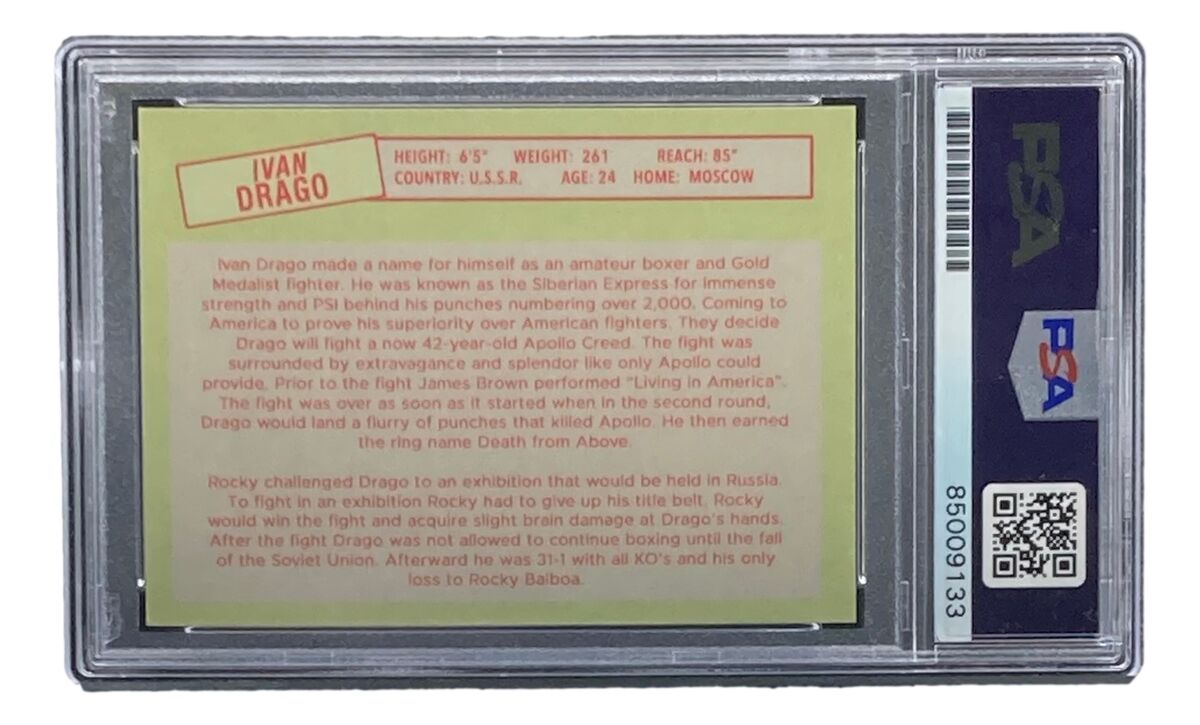 IVAN
DRAGO
HEIGHT: 6'5" WEIGHT: 261 REACH: 85"
COUNTRY: U.S.S.R. AGE: 24 HOME: MOSCOW
Ivan Drago made a name for himself as an amateur boxer and Gold
Medalist fighter. He was known as the Siberian Express for immense
strength and PSI behind his punches numbering over 2,000. Coming to
America to prove his superiority over American fighters. They decide
Drago will fight a now 42-year-old Apollo Creed. The fight was
surrounded by extravagance and splendor like only Apollo could
provide. Prior to the fight James Brown performed "Living in America".
The fight was over as soon as it started when in the second round,
Drago would land a flurry of punches that killed Apollo. He then earned
the ring name Death from Above.
Rocky challenged Drago to an exhibition that would be held in Russia.
To fight in an exhibition Rocky had to give up his title belt. Rocky
would win the fight and acquire slight brain damage at Drago's hands.
After the fight Drago was not allowed to continue boxing until the fall
of the Soviet Union. Afterward he was 31-1 with all KO's and his only
loss to Rocky Balboa.
PSA
PSA
85009133